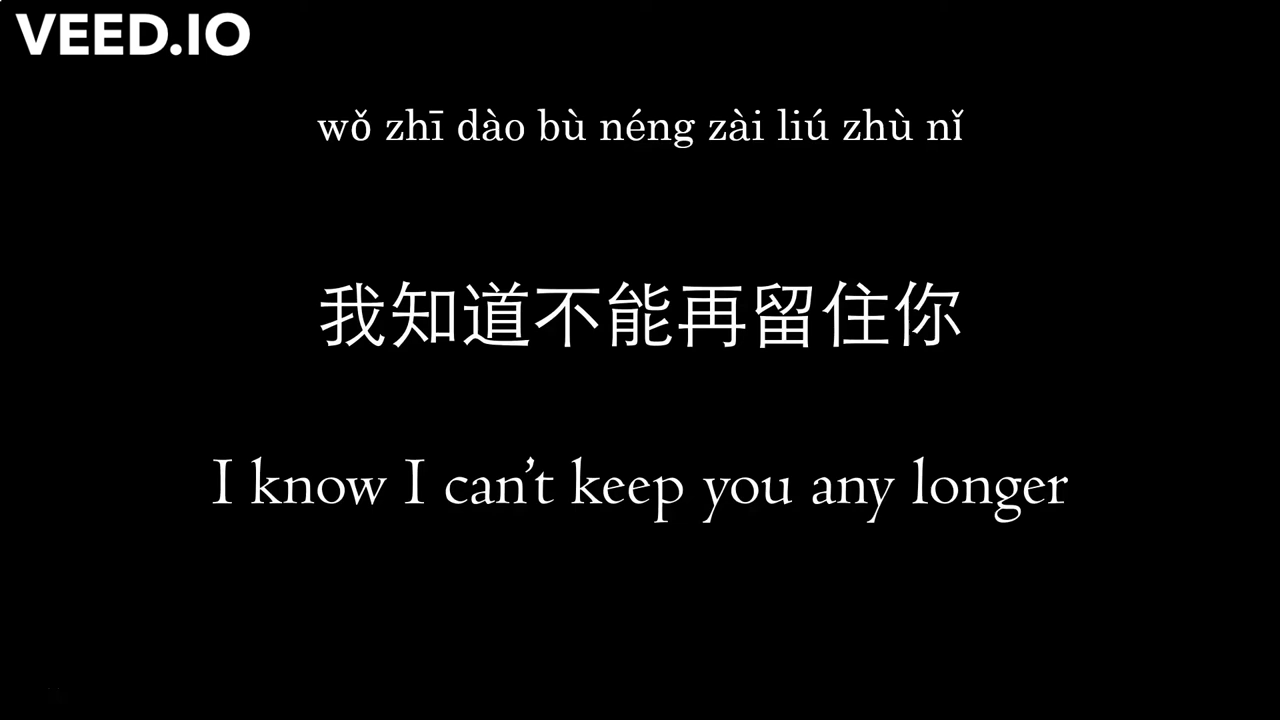 VEED.IO
wǒ zhī dào bù néng zài liú zhù nǐ
我知道不能再留住你
I know I can't keep you any longer